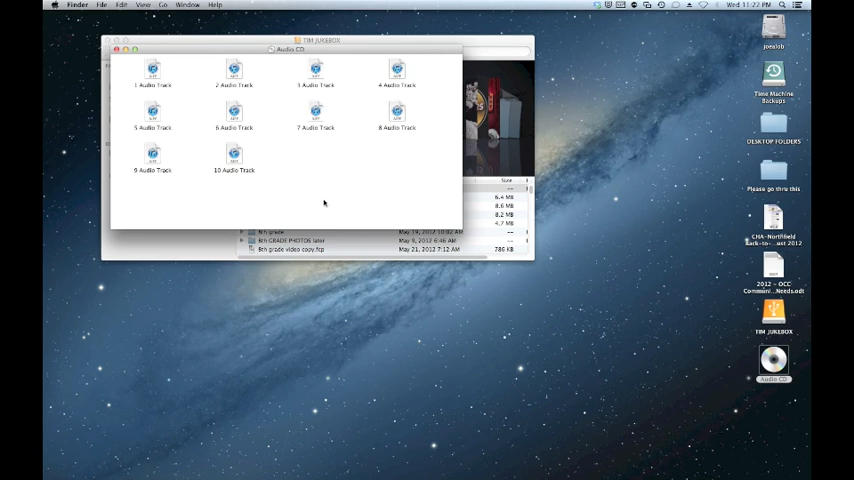 Finder File Edit View Go Window Help
Wed 11:22 PM
TIM JUKEBOX
Audio CD
1 Audio Track
2 Audio Track
3 Audio Track
4 Audio Track
5 Audio Track
6 Audio Track
7 Audio Track
8 Audio Track
9 Audio Track
10 Audio Track
Size
--
6.4 MB
8.6 MB
8.2 MB
4.7 MB
6th grade May 19, 2012 10:02 AM --
8th GRADE PHOTOS later May 9, 2012 6:46 AM --
8th grade video copy.fcp May 21, 2012 7:12 AM 786 KB
joealob
Time Machine
Backups
DESKTOP FOLDERS
Please go thru this
CHA-Northfield
Back-to-...ust 2012
2012 - OCC
Communi...Needs.odt
TIM JUKEBOX
Audio CD